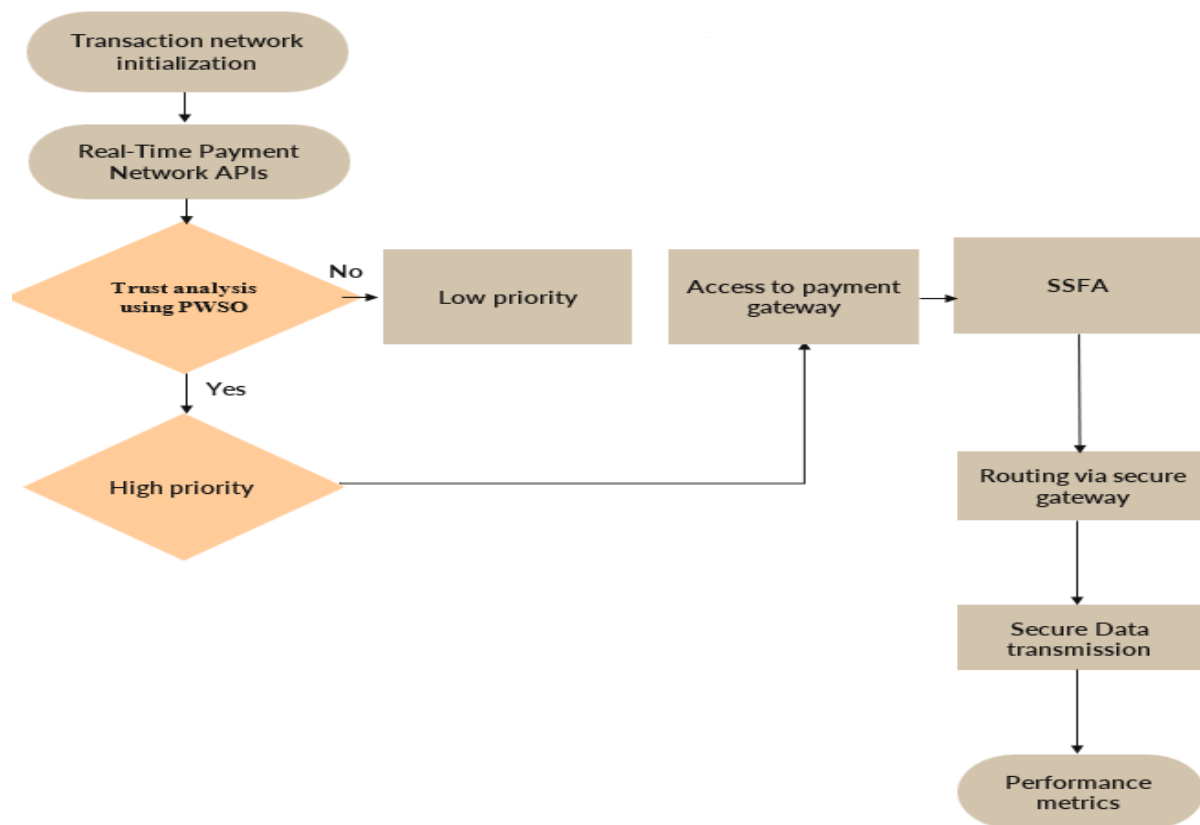 Transaction network
initialization
Real-Time Payment
Network APIs
Trust analysis
using PWSO
No
Low priority
Yes
High priority
Access to payment
gateway
SSFA
Routing via secure
gateway
Secure Data
transmission
Performance
metrics